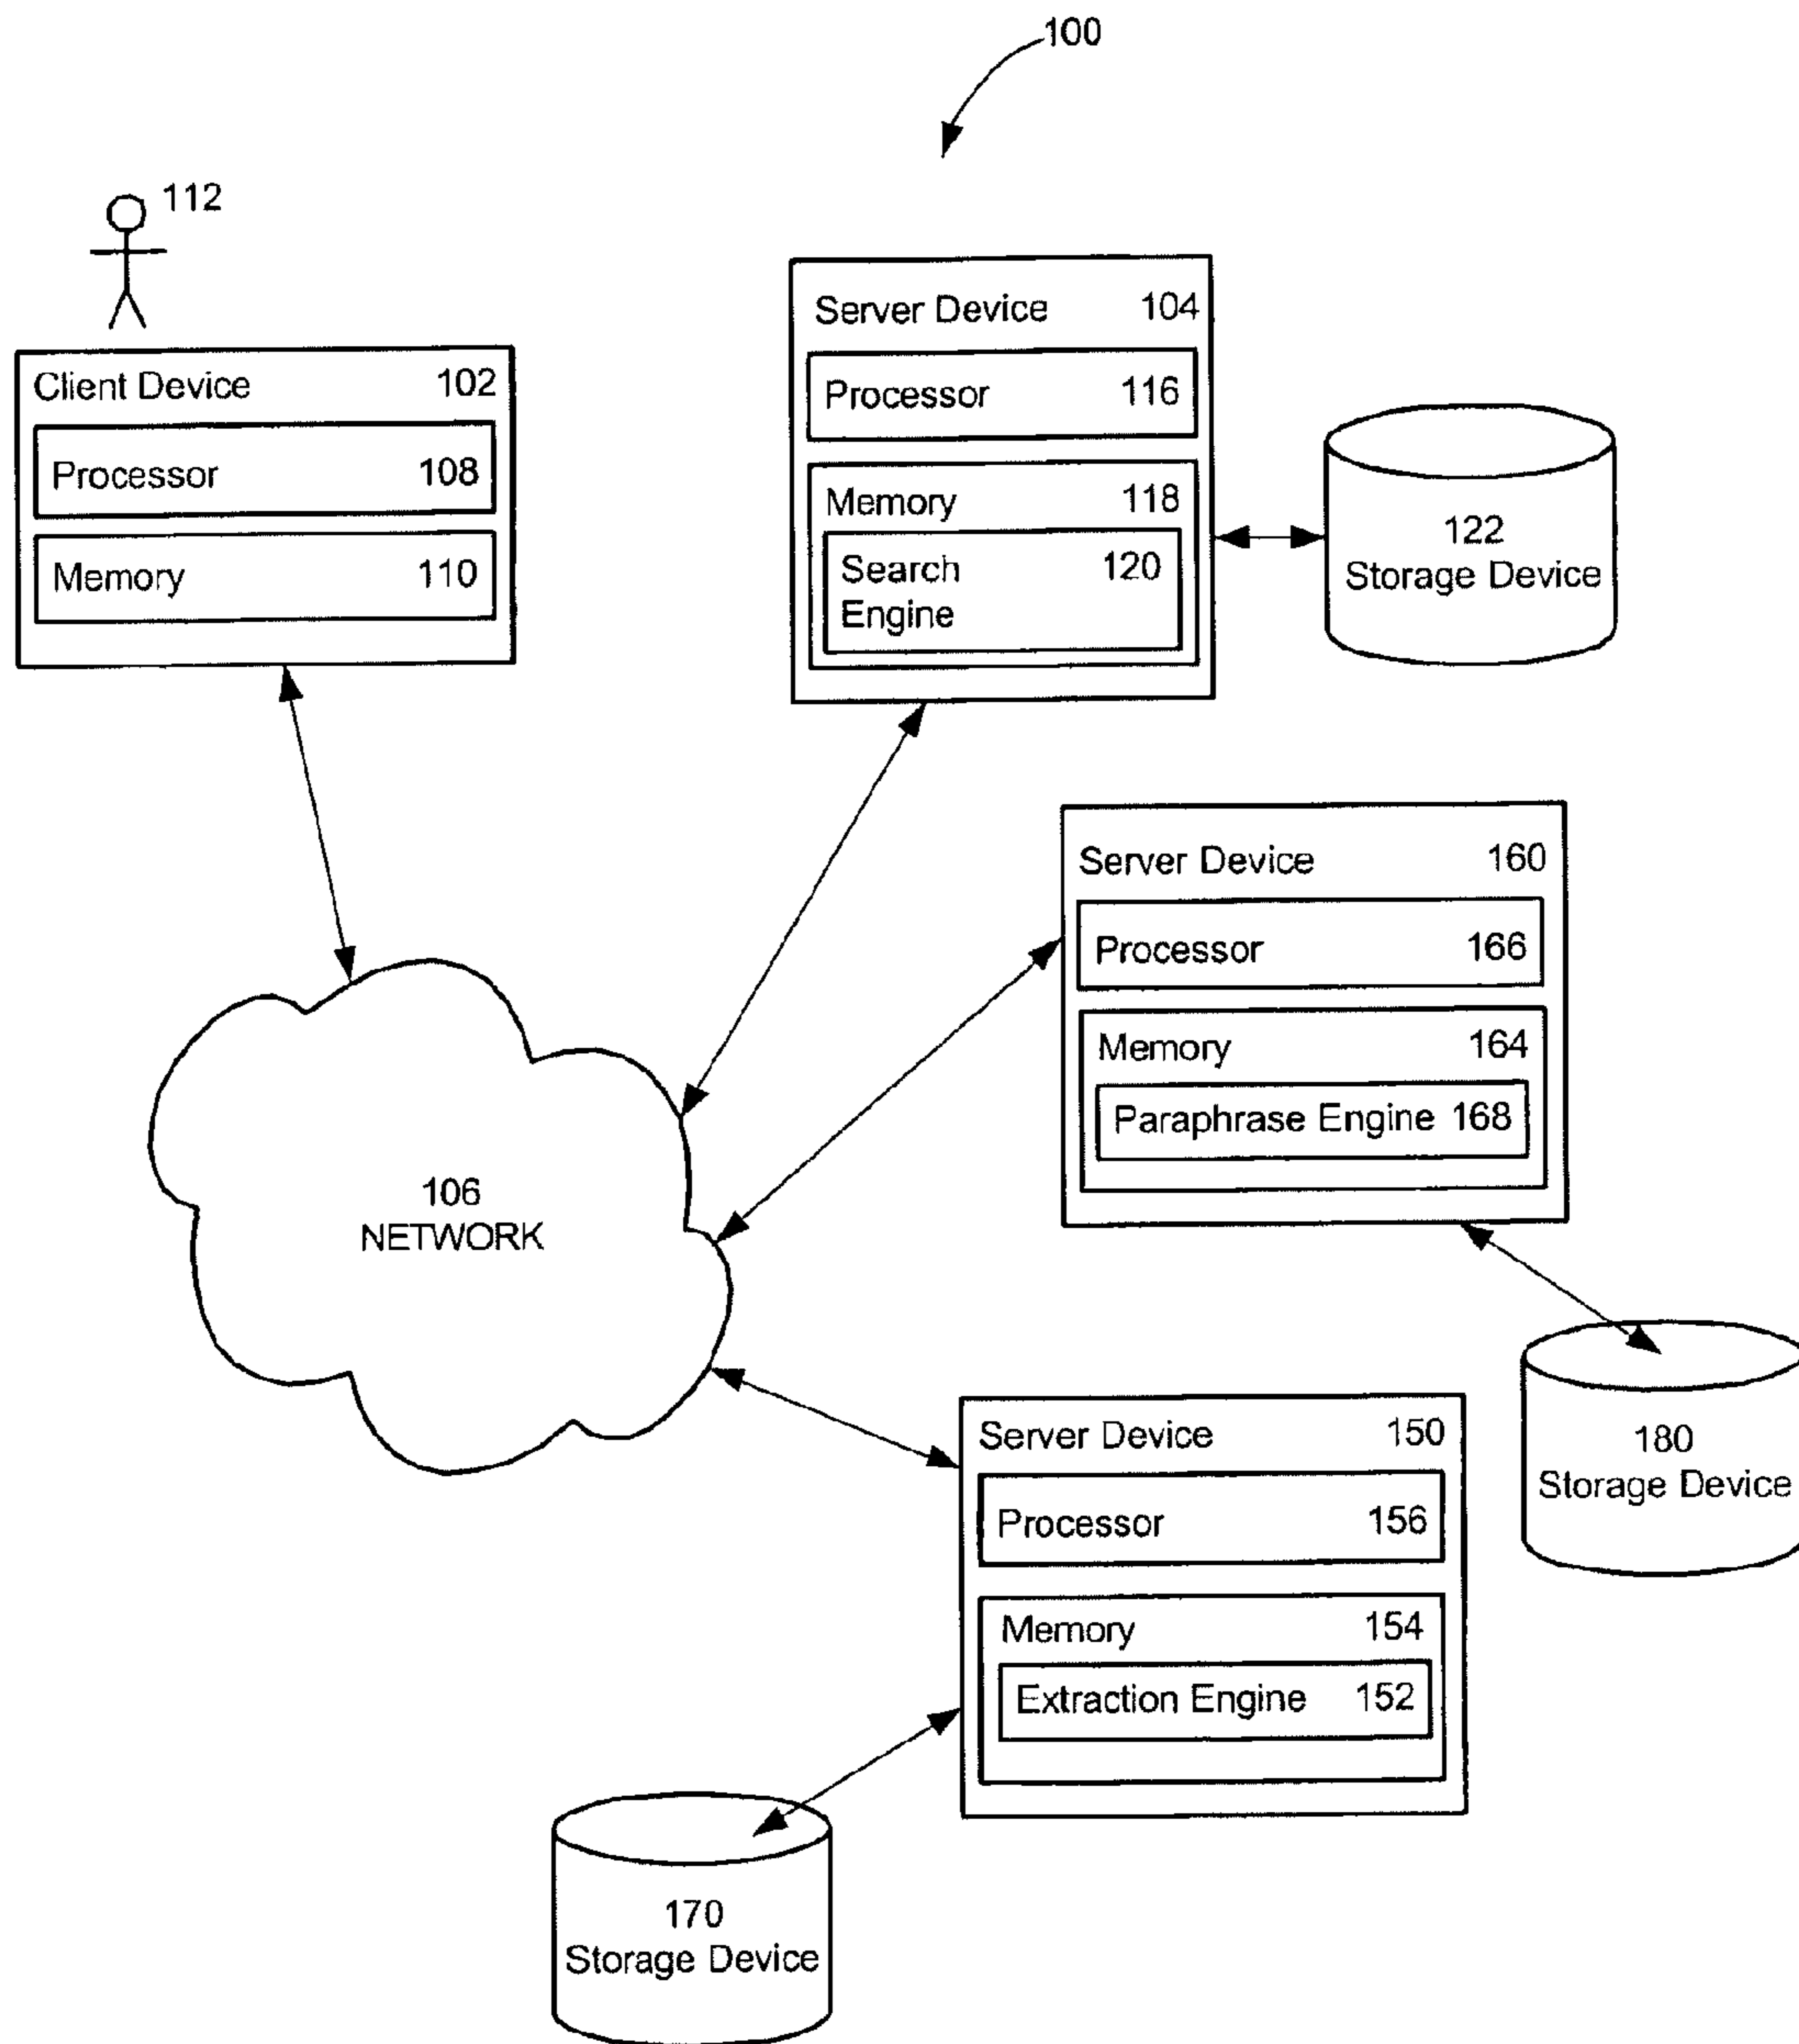 100
112
Client Device 102
Processor 108
Memory 110
Server Device 104
Processor 116
Memory 118
Search 120
Engine
122
Storage Device
Server Device 160
Processor 166
Memory 164
Paraphrase Engine 168
106
NETWORK
180
Storage Device
Server Device 150
Processor 156
Memory 154
Extraction Engine 152
170
Storage Device